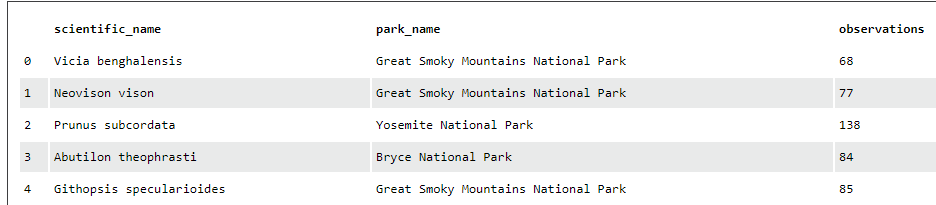 scientific_name park_name observations
0 Vicia benghalensis Great Smoky Mountains National Park 68
1 Neovison vison Great Smoky Mountains National Park 77
2 Prunus subcordata Yosemite National Park 138
3 Abutilon theophrasti Bryce National Park 84
4 Githopsis specularioides Great Smoky Mountains National Park 85